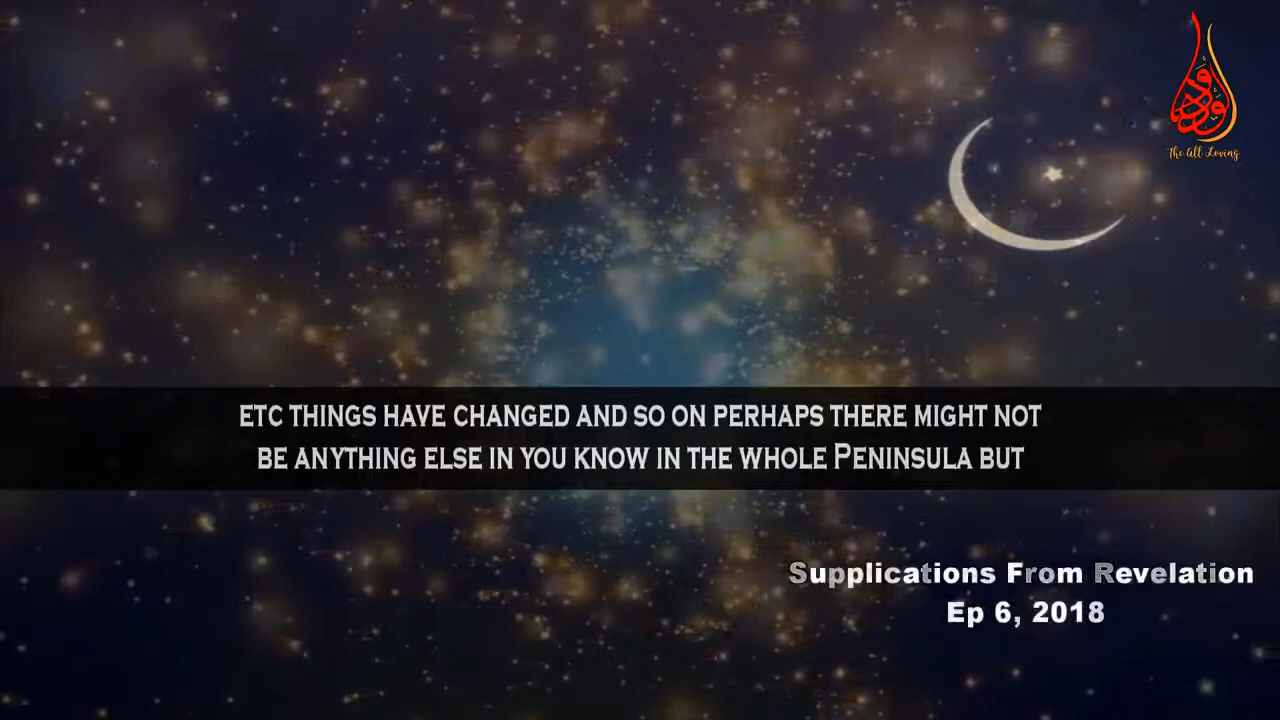 ودود
The All Loving
ETC THINGS HAVE CHANGED AND SO ON PERHAPS THERE MIGHT NOT
BE ANYTHING ELSE IN YOU KNOW IN THE WHOLE PENINSULA BUT
Supplications From Revelation
Ep 6, 2018